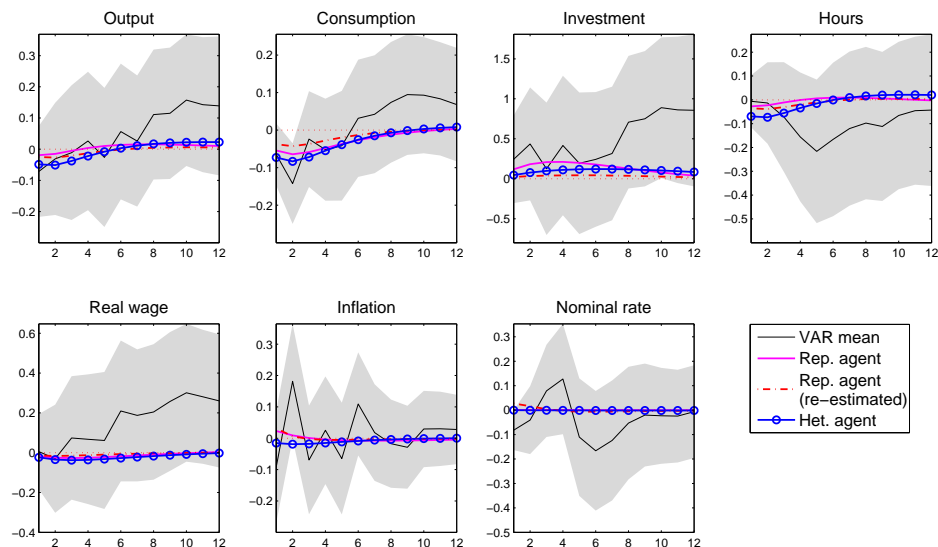 Output
Consumption
Investment
Hours
0.3
0.2
0.1
0
−0.1
−0.2
2 4 6 8 10 12
0.2
0.1
0
−0.1
−0.2
2 4 6 8 10 12
1.5
1
0.5
0
−0.5
2 4 6 8 10 12
0.2
0.1
0
−0.1
−0.2
−0.3
−0.4
−0.5
2 4 6 8 10 12
Real wage
Inflation
Nominal rate
0.6
0.4
0.2
0
−0.2
−0.4
2 4 6 8 10 12
0.3
0.2
0.1
0
−0.1
0.2
2 4 6 8 10 12
0.3
0.2
0.1
0
−0.1
−0.2
−0.3
−0.4
−0.5
2 4 6 8 10 12
VAR mean
Rep. agent
Rep. agent
(re−estimated)
Het. agent